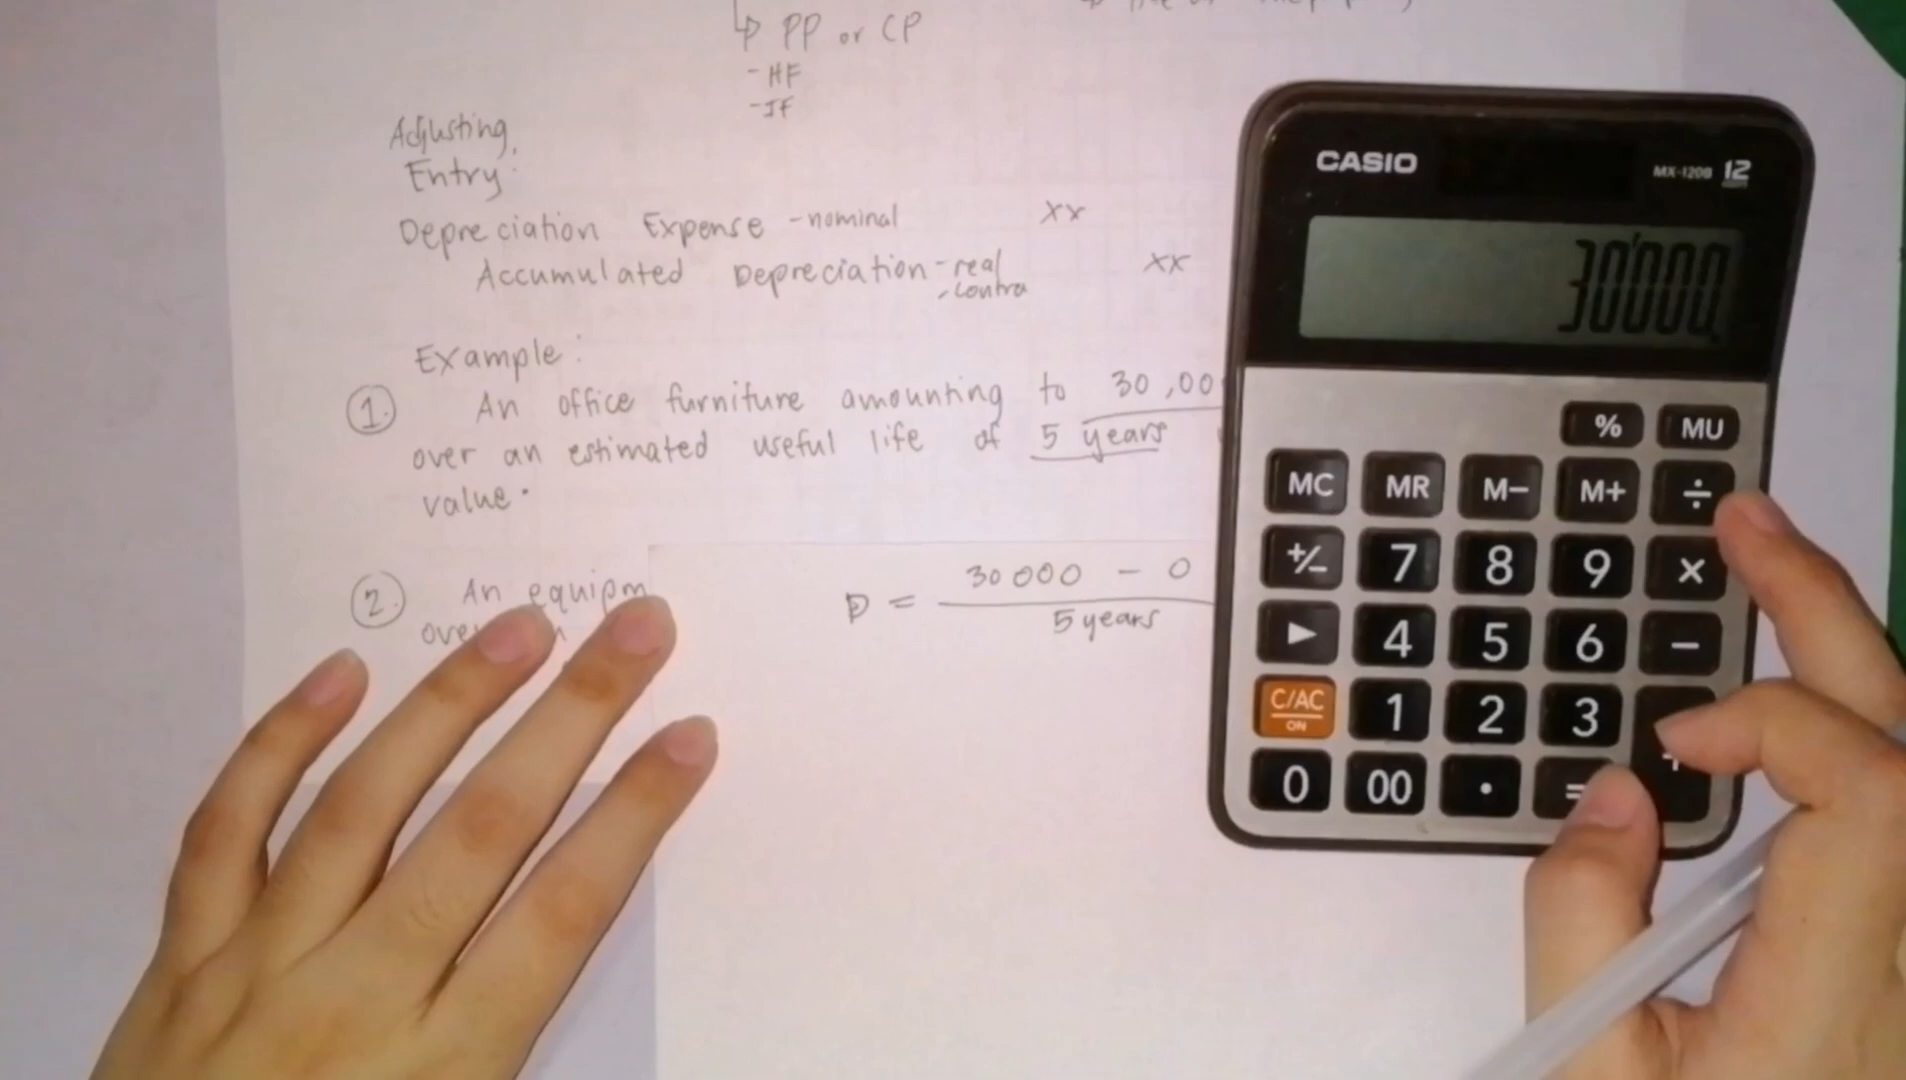 ↳ PP or CP
- HF
- IF
Adjusting
Entry:
Depreciation Expense - nominal xx
Accumulated Depreciation - real xx
- contra
Example:
1. An office furniture amounting to 30,00
over an estimated useful life of 5 years
value.
2. An equipm
over
30 000 - 0
D =
5 years
CASIO
MX-120B 12
30'000.
% MU
MC MR M- M+ ÷
+/- 7 8 9 ×
▶ 4 5 6 -
C/AC
ON
1 2 3 +
0 00 . =